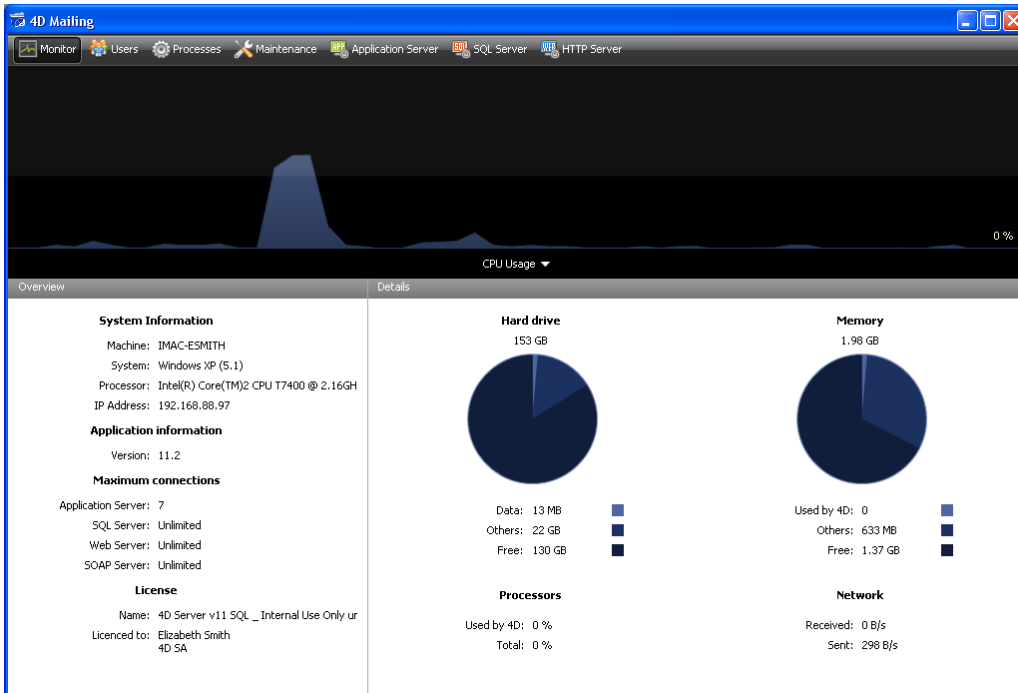 4D Mailing
Monitor Users Processes Maintenance Application Server SQL Server HTTP Server
0 %
CPU Usage
Overview
System Information
Machine: IMAC-ESMITH
System: Windows XP (5.1)
Processor: Intel(R) Core(TM)2 CPU T7400 @ 2.16GH
IP Address: 192.168.88.97
Application information
Version: 11.2
Maximum connections
Application Server: 7
SQL Server: Unlimited
Web Server: Unlimited
SOAP Server: Unlimited
License
Name: 4D Server v11 SQL _ Internal Use Only ur
Licenced to: Elizabeth Smith
4D SA
Details
Hard drive
153 GB
Data: 13 MB
Others: 22 GB
Free: 130 GB
Memory
1.98 GB
Used by 4D: 0
Others: 633 MB
Free: 1.37 GB
Processors
Used by 4D: 0 %
Total: 0 %
Network
Received: 0 B/s
Sent: 298 B/s